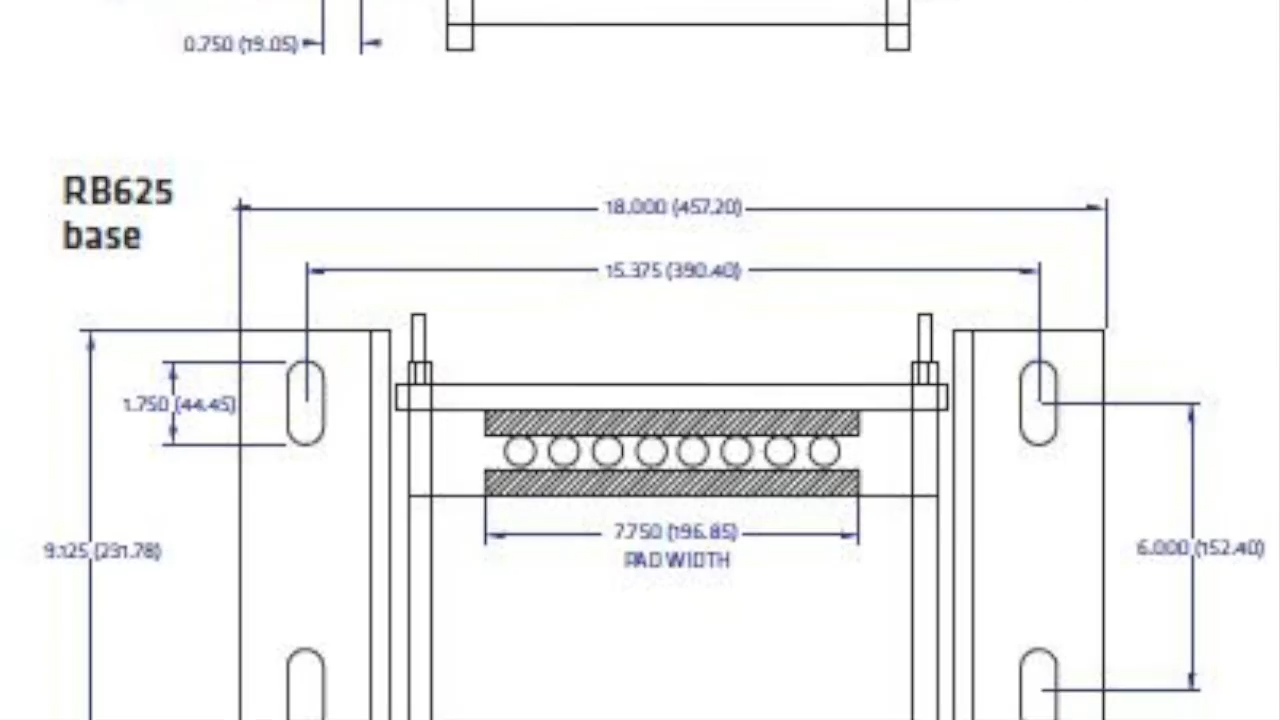 0.750 (19.05)
RB625
base
18.000 (457.20)
15.375 (390.40)
1.750 (44.45)
7.750 (196.85)
PAD WIDTH
9.125 (231.78)
6.000 (152.40)